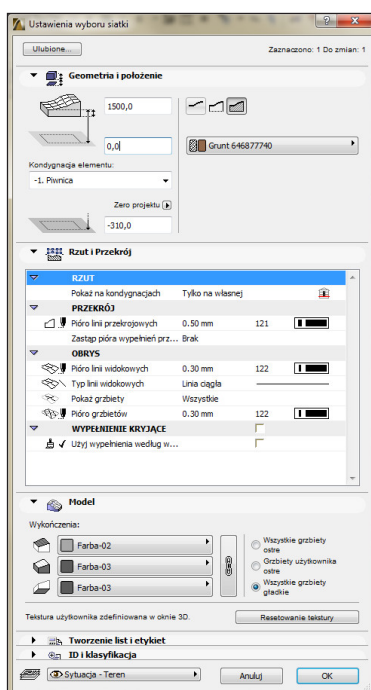 Ustawienia wyboru siatki
Ulubione...
Zaznaczono: 1 Do zmian: 1
Geometria i położenie
1500,0
0,0
Grunt 646877740
Kondygnacja elementu:
-1. Piwnica
Zero projektu
-310,0
Rzut i Przekrój
RZUT
Pokaż na kondygnacjach Tylko na własnej
PRZEKRÓJ
Pióro linii przekrojowych 0.50 mm 121 1
Zastąp pióra wypełnień prz... Brak
OBRYS
Pióro linii widokowych 0.30 mm 122 1
Typ linii widokowych Linia ciągła
Pokaż grzbiety Wszystkie
Pióro grzbietów 0.30 mm 122 1
WYPEŁNIENIE KRYJĄCE
Użyj wypełnienia według w...
Model
Wykończenia:
Farba-02
Farba-03
Farba-03
Wszystkie grzbiety ostre
Grzbiety użytkownika ostre
Wszystkie grzbiety gładkie
Tekstura użytkownika zdefiniowana w oknie 3D.
Resetowanie tekstury
Tworzenie list i etykiet
ID i klasyfikacja
Sytuacja - Teren
Anuluj
OK